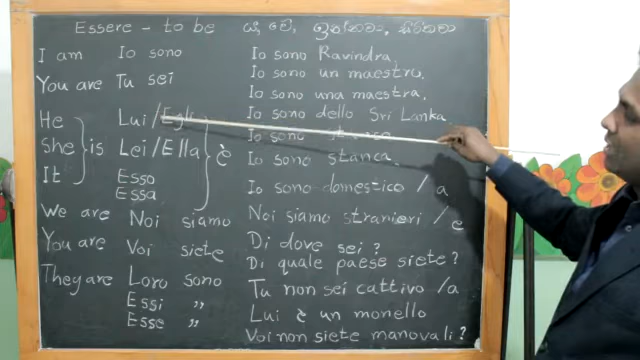 Essere – to be
I am Io sono
You are Tu sei
He
She is
It
Lui / Egli
Lei / Ella è
Esso
Essa
We are Noi siamo
You are Voi siete
They are Loro sono
Essi "
Esse "
Io sono Ravindra.
Io sono un maestro.
Io sono una maestra.
Io sono dello Sri Lanka
Io sono
Io sono stanca.
Io sono domestico / a
Noi siamo stranieri / e
Di dove sei ?
Di quale paese siete ?
Tu non sei cattivo / a
Lui è un monello
Voi non siete manovali ?